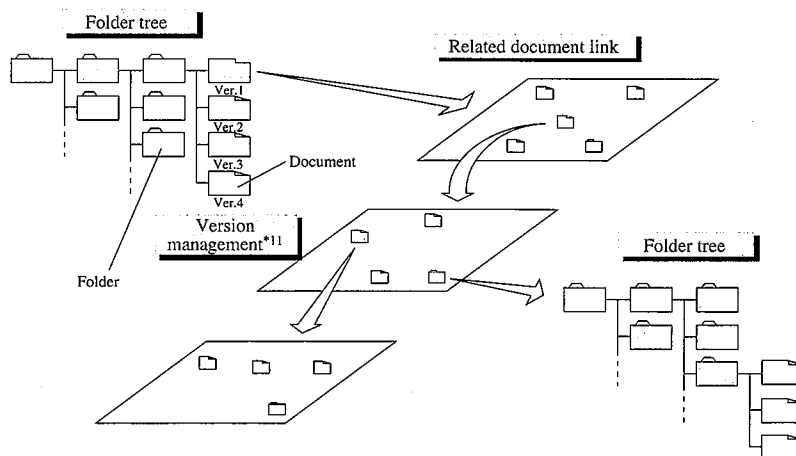 Folder tree
Related document link
Ver.1
Ver.2
Ver.3
Document
Ver.4
Version
management*11
Folder tree
Folder